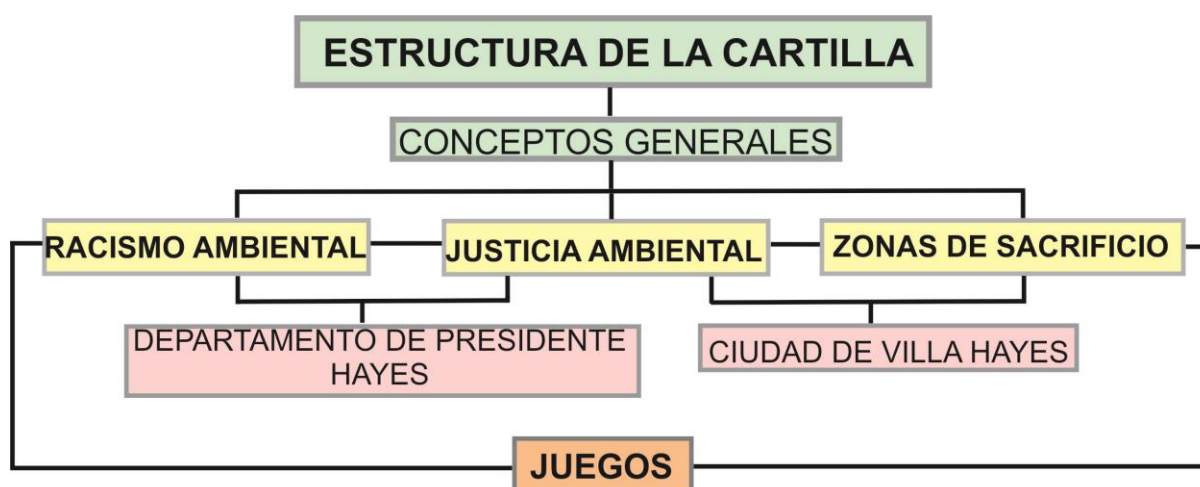 ESTRUCTURA DE LA CARTILLA
CONCEPTOS GENERALES
RACISMO AMBIENTAL
JUSTICIA AMBIENTAL
ZONAS DE SACRIFICIO
DEPARTAMENTO DE PRESIDENTE
HAYES
CIUDAD DE VILLA HAYES
JUEGOS